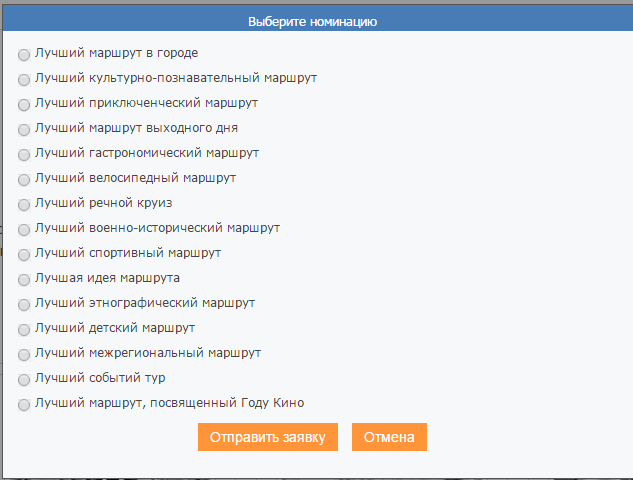 Выберите номинацию
Лучший маршрут в городе
Лучший культурно-познавательный маршрут
Лучший приключенческий маршрут
Лучший маршрут выходного дня
Лучший гастрономический маршрут
Лучший велосипедный маршрут
Лучший речной круиз
Лучший военно-исторический маршрут
Лучший спортивный маршрут
Лучшая идея маршрута
Лучший этнографический маршрут
Лучший детский маршрут
Лучший межрегиональный маршрут
Лучший событий тур
Лучший маршрут, посвященный Году Кино
Отправить заявку Отмена